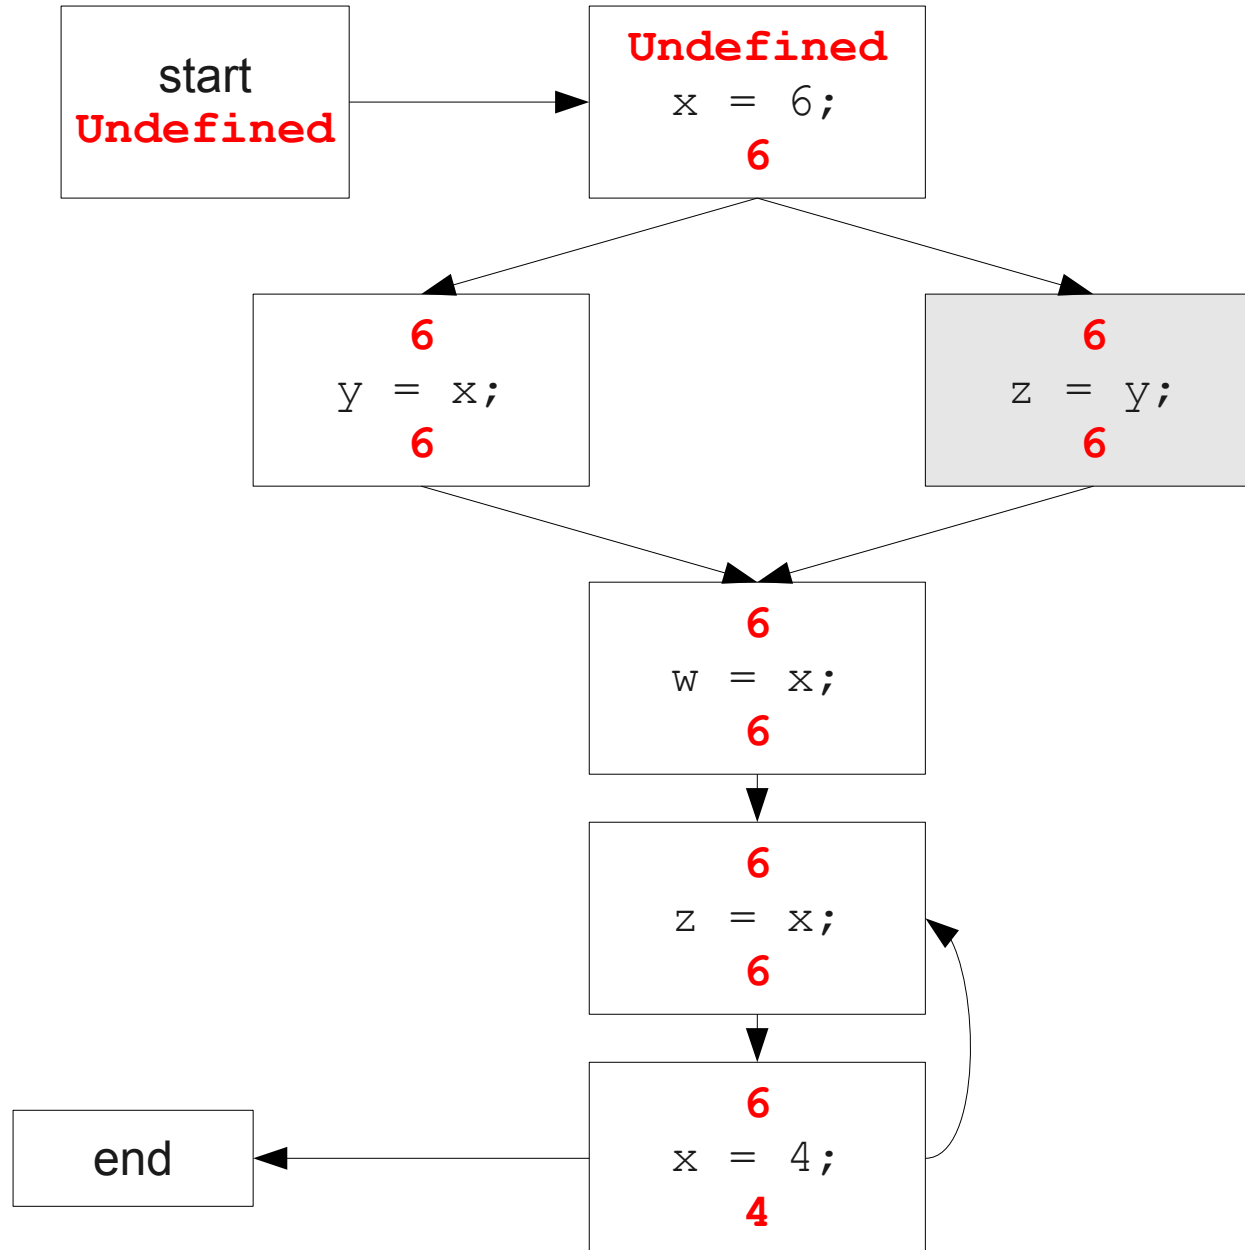 start
Undefined
Undefined
x = 6;
6
6
y = x;
6
6
z = y;
6
6
w = x;
6
6
z = x;
6
6
x = 4;
4
end